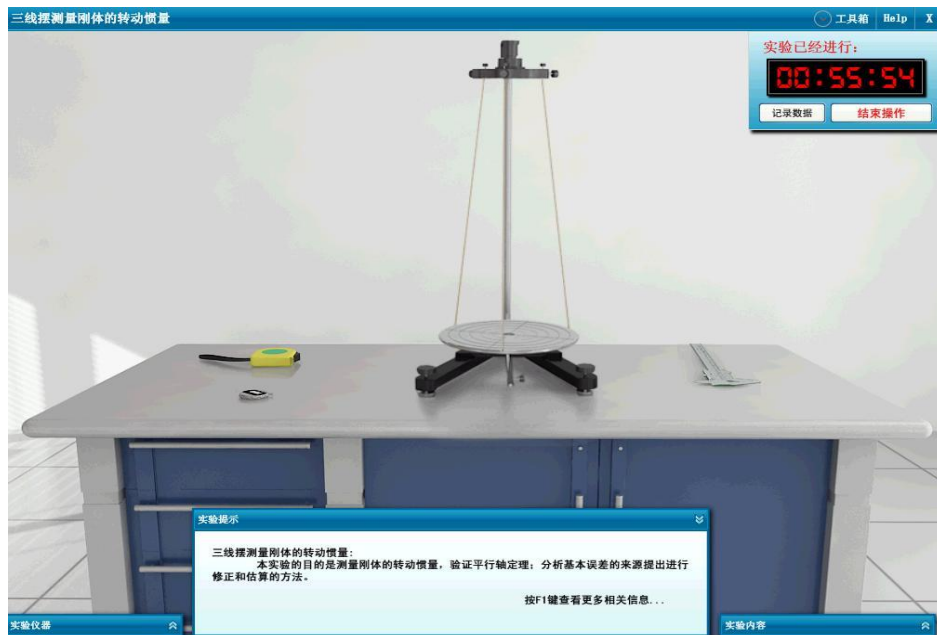 三线摆测量刚体的转动惯量
工具箱 Help X
实验已经进行：
00:55:54
记录数据 结束操作
实验提示
三线摆测量刚体的转动惯量：
本实验的目的是测量刚体的转动惯量，验证平行轴定理；分析基本误差的来源提出进行
修正和估算的方法。
按F1键查看更多相关信息...
实验仪器
实验内容